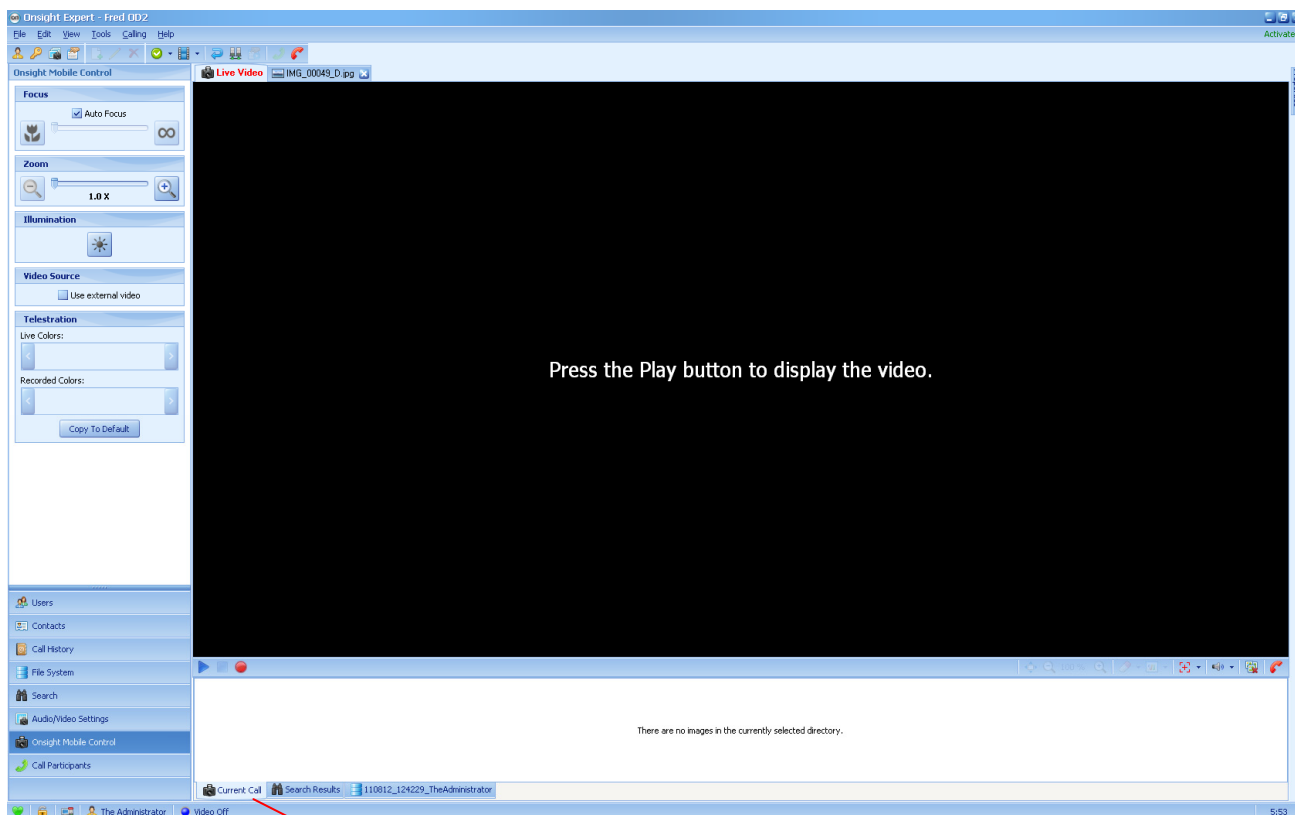 Onsight Expert - Fred OD2
File Edit View Tools Calling Help
Activate
Onsight Mobile Control
Live Video IMG_00049_D.jpg
Focus
Auto Focus
Zoom
1.0 X
Illumination
Video Source
Use external video
Telestration
Live Colors:
Recorded Colors:
Copy To Default
Press the Play button to display the video.
Users
Contacts
Call History
File System
Search
Audio/Video Settings
Onsight Mobile Control
Call Participants
100 %
There are no images in the currently selected directory.
Current Call Search Results 110812_124229_TheAdministrator
The Administrator Video Off 5:53